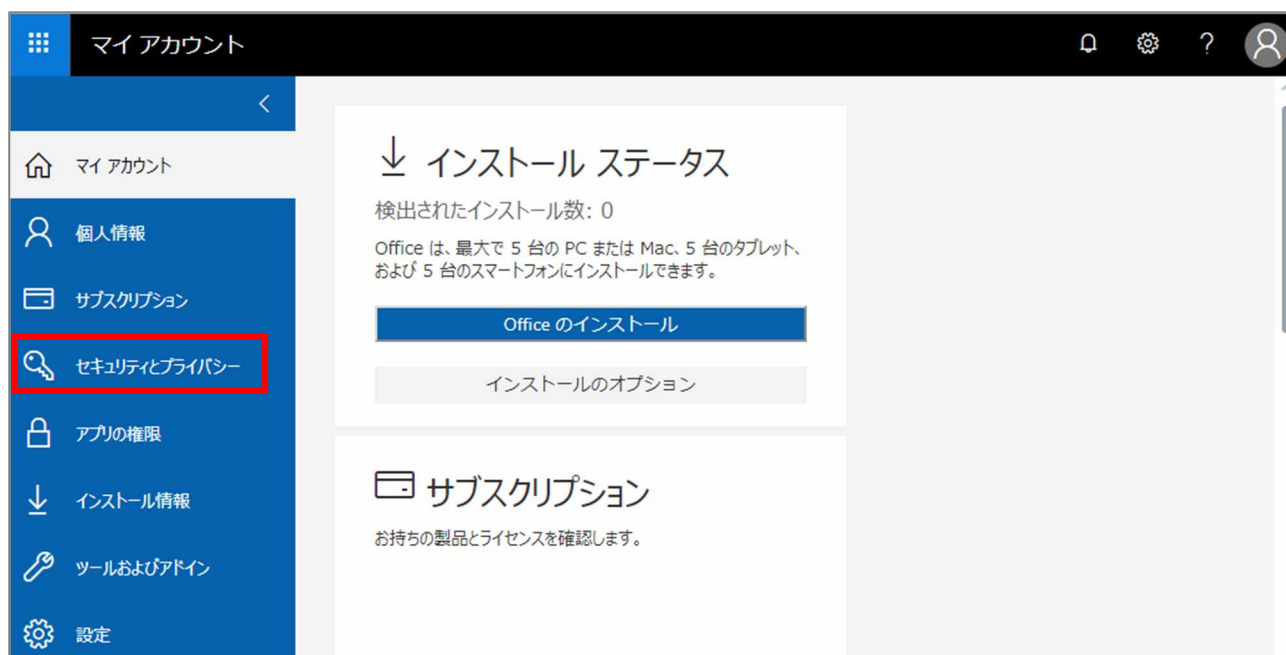 マイ アカウント
マイ アカウント
個人情報
サブスクリプション
セキュリティとプライバシー
アプリの権限
インストール情報
ツールおよびアドイン
設定
インストール ステータス
検出されたインストール数: 0
Office は、最大で 5 台の PC または Mac、5 台のタブレット、
および 5 台のスマートフォンにインストールできます。
Office のインストール
インストールのオプション
サブスクリプション
お持ちの製品とライセンスを確認します。